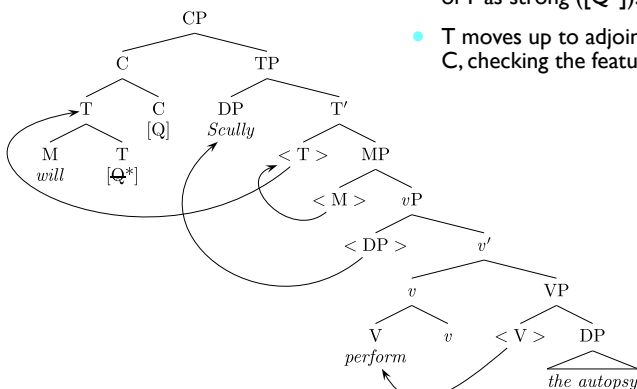 of T as strong ([Q*]).
T moves up to adjoin
C, checking the featu
CP
C TP
T C DP T′
[Q] Scully
M T < T > MP
will [Q*]
< M > vP
< DP > v′
v VP
V v < V > DP
perform
the autopsy